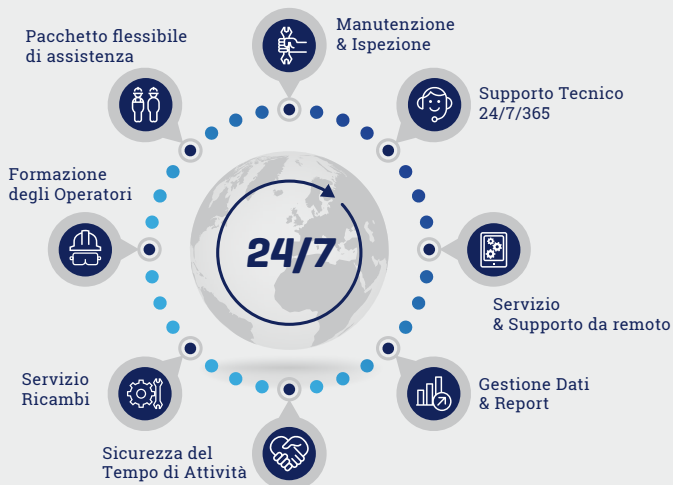 Manutenzione
& Ispezione
Supporto Tecnico
24/7/365
Servizio
& Supporto da remoto
Gestione Dati
& Report
Sicurezza del
Tempo di Attività
Servizio
Ricambi
Formazione
degli Operatori
Pacchetto flessibile
di assistenza
24/7